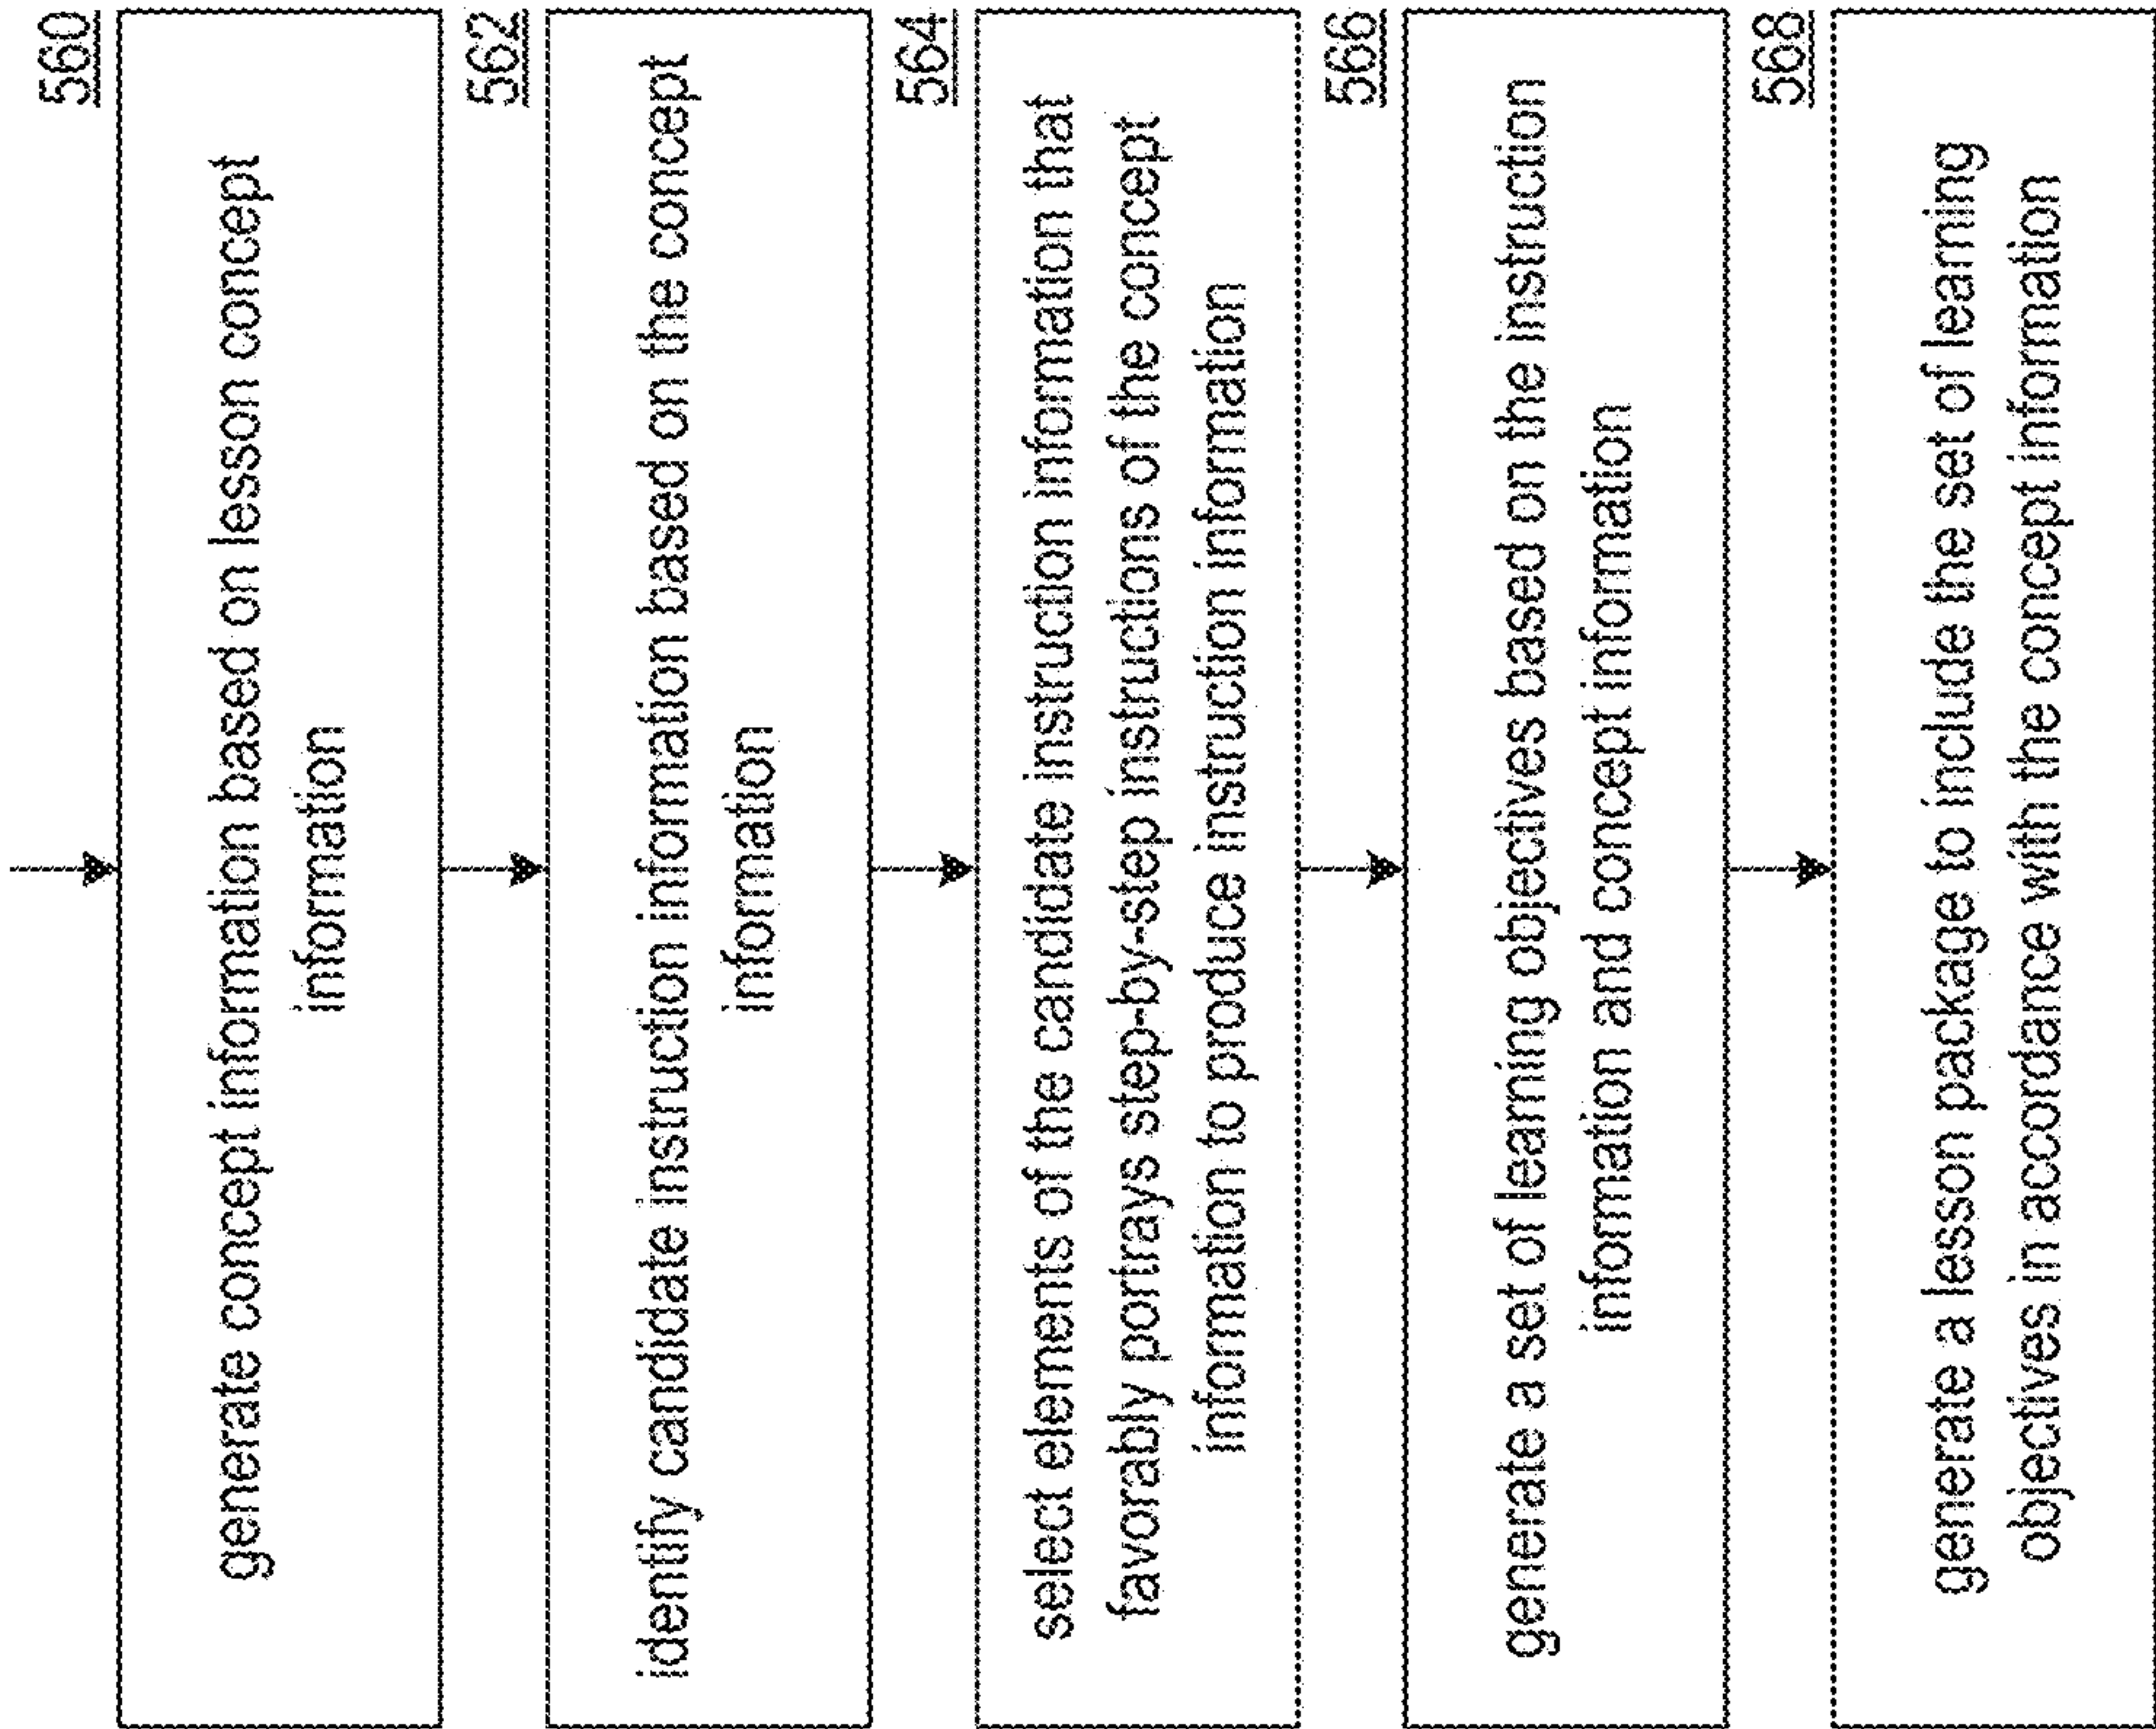 560
generate concept information based on lesson concept
information
562
identify candidate instruction information based on the concept
information
564
select elements of the candidate instruction information that
favorably portrays step-by-step instructions of the concept
information to produce instruction information
566
generate a set of learning objectives based on the instruction
information and concept information
568
generate a lesson package to include the set of learning
objectives in accordance with the concept information